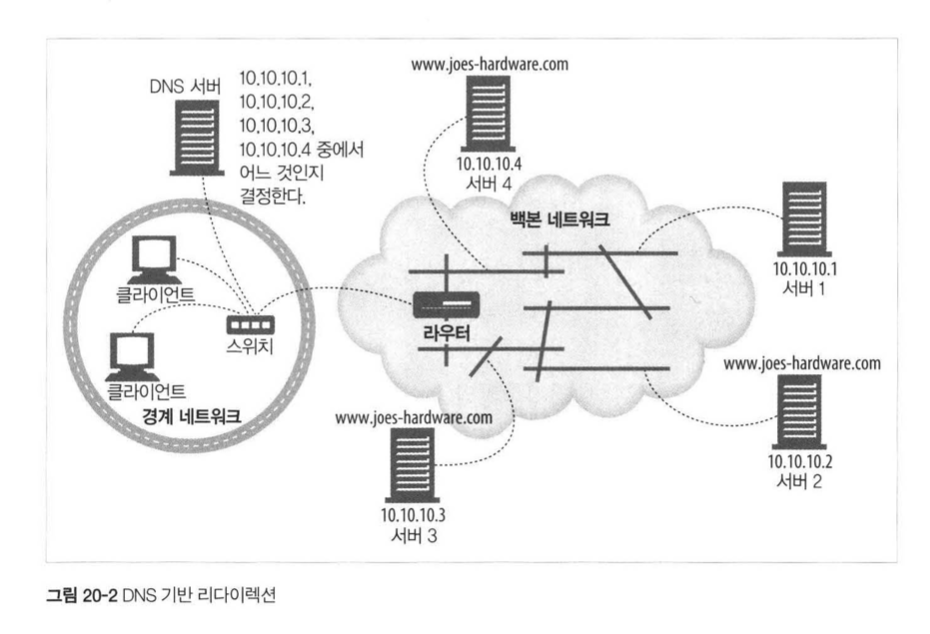 www.joes-hardware.com
DNS 서버
10.10.10.1,
10.10.10.2,
10.10.10.3,
10.10.10.4 중에서
어느 것인지
결정한다.
10.10.10.4
서버 4
백본 네트워크
10.10.10.1
서버 1
클라이언트
스위치
라우터
클라이언트
경계 네트워크
www.joes-hardware.com
10.10.10.2
서버 2
www.joes-hardware.com
10.10.10.3
서버 3
그림 20-2 DNS 기반 리다이렉션